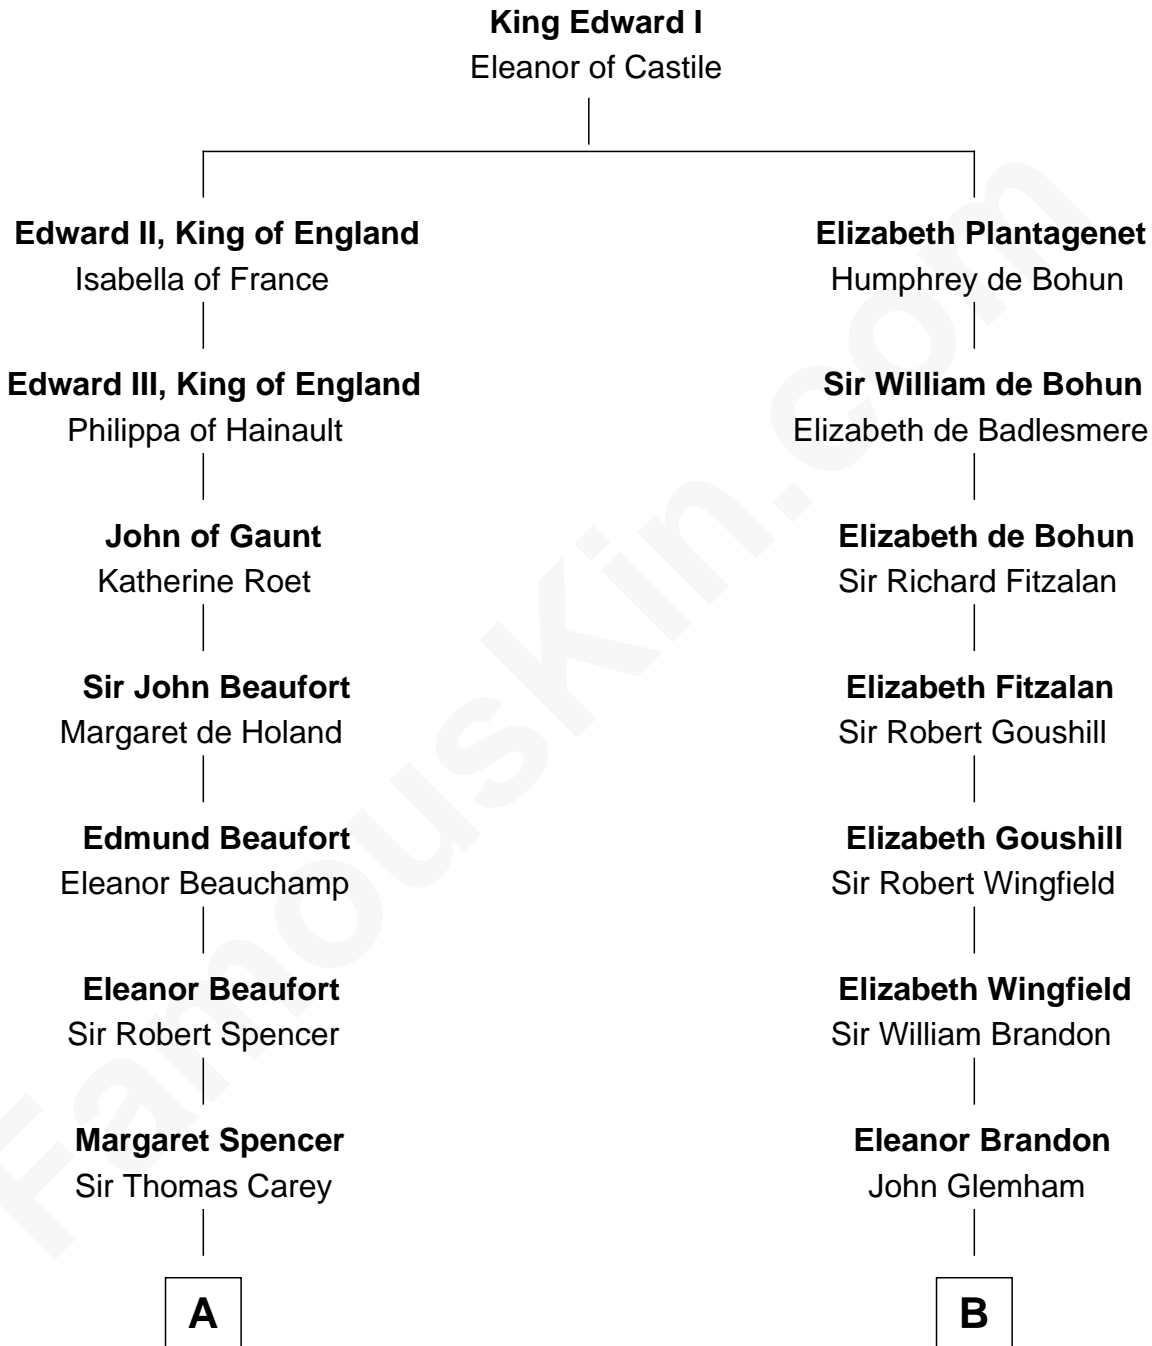 King Edward I
Eleanor of Castile
Edward II, King of England
Isabella of France
Edward III, King of England
Philippa of Hainault
John of Gaunt
Katherine Roet
Sir John Beaufort
Margaret de Holand
Edmund Beaufort
Eleanor Beauchamp
Eleanor Beaufort
Sir Robert Spencer
Margaret Spencer
Sir Thomas Carey
A
Elizabeth Plantagenet
Humphrey de Bohun
Sir William de Bohun
Elizabeth de Badlesmere
Elizabeth de Bohun
Sir Richard Fitzalan
Elizabeth Fitzalan
Sir Robert Goushill
Elizabeth Goushill
Sir Robert Wingfield
Elizabeth Wingfield
Sir William Brandon
Eleanor Brandon
John Glemham
B
FamousKin.com